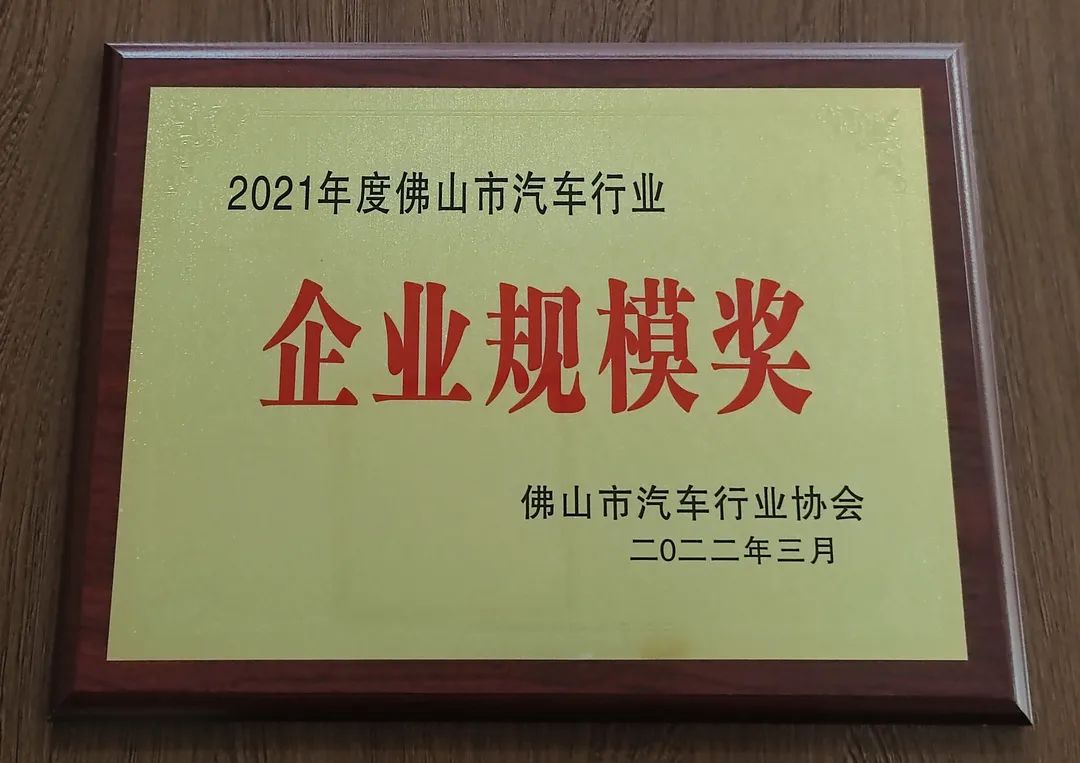 2021年度佛山市汽车行业
企业规模奖
佛山市汽车行业协会
二〇二二年三月